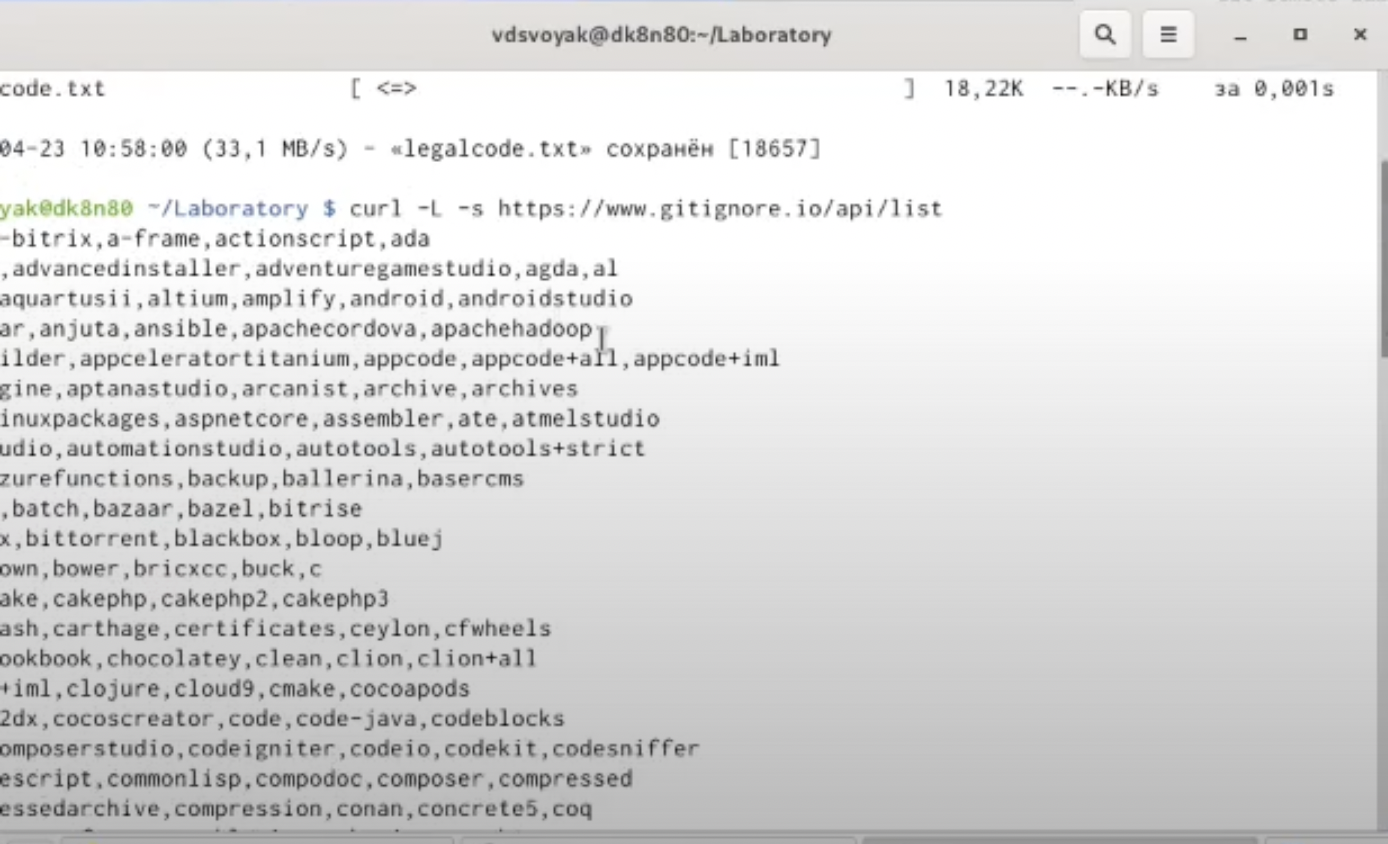 vdsvoyak@dk8n80:~/Laboratory
code.txt [ <=> ] 18,22K --.-KB/s за 0,001s
04-23 10:58:00 (33,1 MB/s) - «legalcode.txt» сохранён [18657]
yak@dk8n80 ~/Laboratory $ curl -L -s https://www.gitignore.io/api/list
-bitrix,a-frame,actionscript,ada
,advancedinstaller,adventuregamestudio,agda,al
aquartusii,altium,amplify,android,androidstudio
ar,anjuta,ansible,apachecordova,apachehadoop
ilder,appceleratortitanium,appcode,appcode+all,appcode+iml
gine,aptanastudio,arcanist,archive,archives
inuxpackages,aspnetcore,assembler,ate,atmelstudio
udio,automationstudio,autotools,autotools+strict
zurefunctions,backup,ballerina,basercms
,batch,bazaar,bazel,bitrise
x,bittorrent,blackbox,bloop,bluej
own,bower,bricxcc,buck,c
ake,cakephp,cakephp2,cakephp3
ash,carthage,certificates,ceylon,cfwheels
ookbook,chocolatey,clean,clion,clion+all
+iml,clojure,cloud9,cmake,cocoapods
2dx,cocoscreator,code,code-java,codeblocks
omposerstudio,codeigniter,codeio,codekit,codesniffer
escript,commonlisp,compodoc,composer,compressed
essedarchive,compression,conan,concrete5,coq